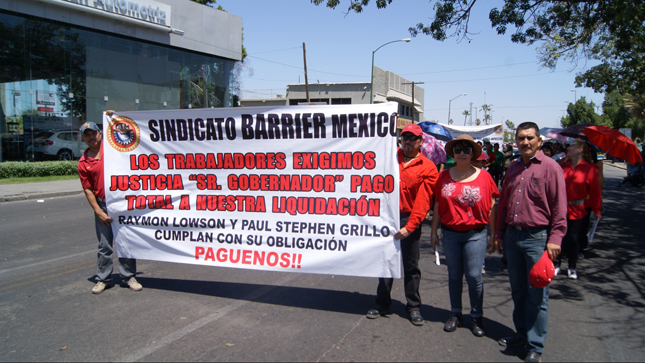 SINDICATO BARRIER MEXICO
LOS TRABAJADORES EXIGIMOS
JUSTICIA "SR. GOBERNADOR" PAGO
TOTAL A NUESTRA LIQUIDACIÓN
RAYMON LOWSON Y PAUL STEPHEN GRILLO
CUMPLAN CON SU OBLIGACIÓN
PAGUENOS!!